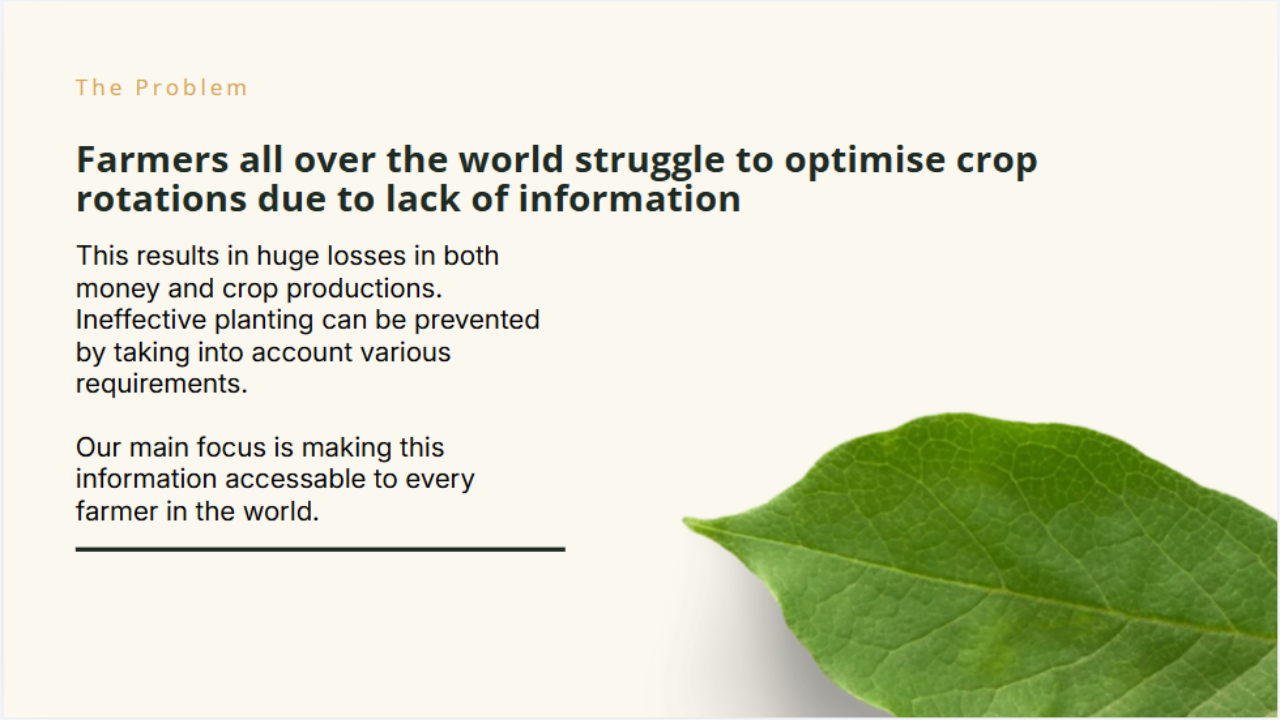 The Problem
Farmers all over the world struggle to optimise crop
rotations due to lack of information
This results in huge losses in both
money and crop productions.
Ineffective planting can be prevented
by taking into account various
requirements.
Our main focus is making this
information accessable to every
farmer in the world.